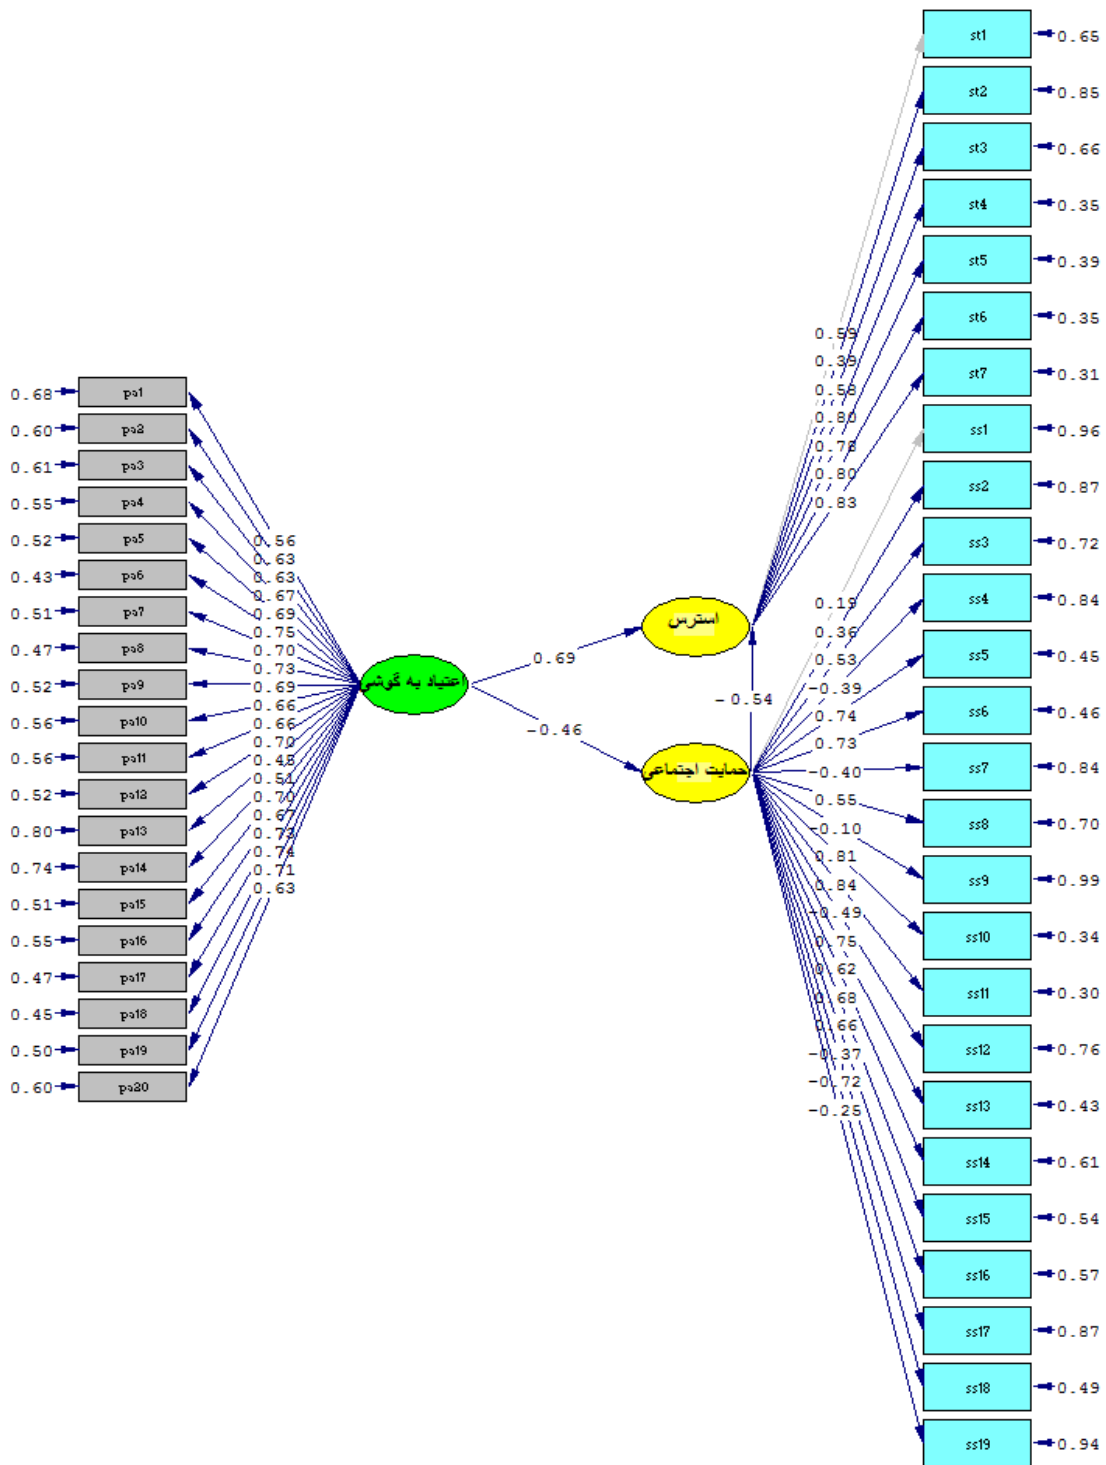 st1 0.65
st2 0.85
st3 0.66
st4 0.35
st5 0.39
st6 0.35
st7 0.31
ss1 0.96
ss2 0.87
ss3 0.72
ss4 0.84
ss5 0.45
ss6 0.46
ss7 0.84
ss8 0.70
ss9 0.99
ss10 0.34
ss11 0.30
ss12 0.76
ss13 0.43
ss14 0.61
ss15 0.54
ss16 0.57
ss17 0.87
ss18 0.49
ss19 0.94
0.59
0.39
0.58
0.80
0.78
0.80
0.83
0.19
0.36
0.53
-0.39
0.74
0.73
-0.40
0.55
-0.10
0.81
0.84
-0.49
0.75
0.62
0.68
0.66
-0.37
-0.72
-0.25
استرس
حمایت اجتماعی
-0.54
0.69
-0.46
اعتیاد به گوشی
0.56
0.63
0.63
0.67
0.69
0.75
0.70
0.73
0.69
0.66
0.66
0.70
0.45
0.51
0.70
0.67
0.73
0.74
0.71
0.63
0.68 pa1
0.60 pa2
0.61 pa3
0.55 pa4
0.52 pa5
0.43 pa6
0.51 pa7
0.47 pa8
0.52 pa9
0.56 pa10
0.56 pa11
0.52 pa12
0.80 pa13
0.74 pa14
0.51 pa15
0.55 pa16
0.47 pa17
0.45 pa18
0.50 pa19
0.60 pa20